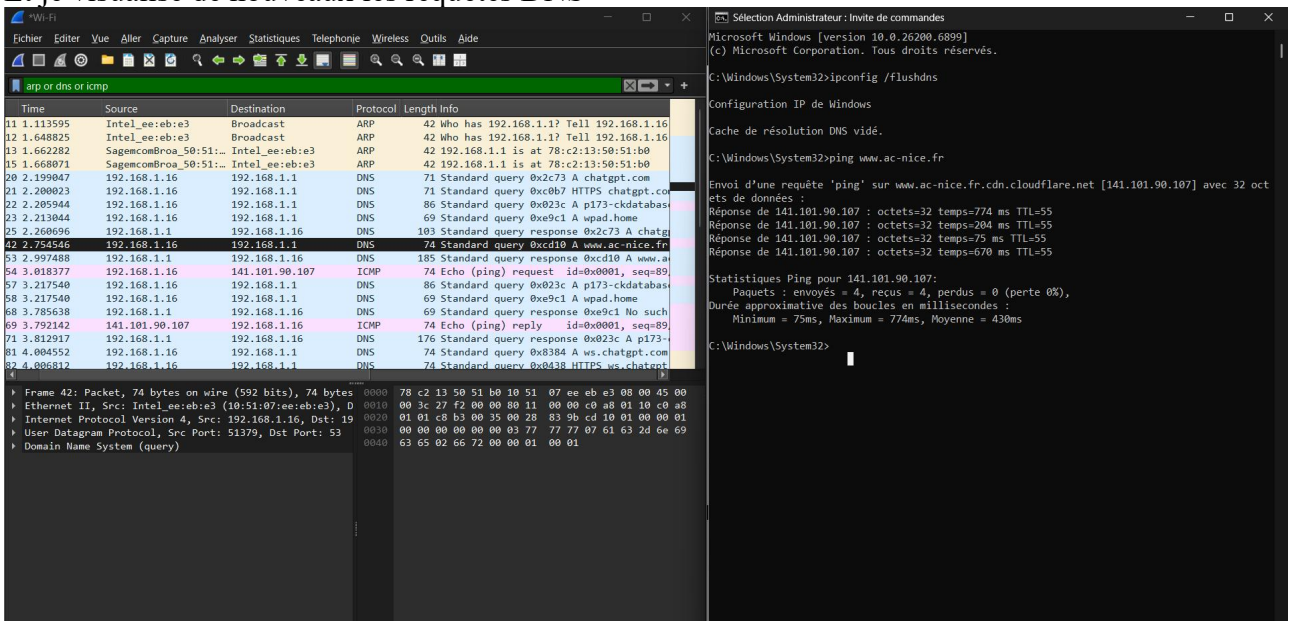 *Wi-Fi
Fichier Editer Vue Aller Capture Analyser Statistiques Telephonie Wireless Outils Aide
arp or dns or icmp
Time Source Destination Protocol Length Info
11 1.113595 Intel_ee:eb:e3 Broadcast ARP 42 Who has 192.168.1.1? Tell 192.168.1.16
12 1.648825 Intel_ee:eb:e3 Broadcast ARP 42 Who has 192.168.1.1? Tell 192.168.1.16
13 1.662282 SagemcomBroa_50:51:… Intel_ee:eb:e3 ARP 42 192.168.1.1 is at 78:c2:13:50:51:b0
15 1.668071 SagemcomBroa_50:51:… Intel_ee:eb:e3 ARP 42 192.168.1.1 is at 78:c2:13:50:51:b0
20 2.199047 192.168.1.16 192.168.1.1 DNS 71 Standard query 0x2c73 A chatgpt.com
21 2.200023 192.168.1.16 192.168.1.1 DNS 71 Standard query 0xc0b7 HTTPS chatgpt.co
22 2.205944 192.168.1.16 192.168.1.1 DNS 86 Standard query 0x023c A p173-ckdatabas
23 2.213044 192.168.1.16 192.168.1.1 DNS 69 Standard query 0xe9c1 A wpad.home
25 2.260696 192.168.1.1 192.168.1.16 DNS 103 Standard query response 0x2c73 A chatg
42 2.754546 192.168.1.16 192.168.1.1 DNS 74 Standard query 0xcd10 A www.ac-nice.fr
53 2.997488 192.168.1.1 192.168.1.16 DNS 185 Standard query response 0xcd10 A www.a
54 3.018377 192.168.1.16 141.101.90.107 ICMP 74 Echo (ping) request id=0x0001, seq=89,
57 3.217540 192.168.1.16 192.168.1.1 DNS 86 Standard query 0x023c A p173-ckdatabas
58 3.217540 192.168.1.16 192.168.1.1 DNS 69 Standard query 0xe9c1 A wpad.home
68 3.785638 192.168.1.1 192.168.1.16 DNS 69 Standard query response 0xe9c1 No such
69 3.792142 141.101.90.107 192.168.1.16 ICMP 74 Echo (ping) reply id=0x0001, seq=89,
71 3.812917 192.168.1.1 192.168.1.16 DNS 176 Standard query response 0x023c A p173-
81 4.004552 192.168.1.16 192.168.1.1 DNS 74 Standard query 0x8384 A ws.chatgpt.com
82 4.006812 192.168.1.16 192.168.1.1 DNS 74 Standard query 0x0438 HTTPS ws.chatgpt
Frame 42: Packet, 74 bytes on wire (592 bits), 74 bytes
Ethernet II, Src: Intel_ee:eb:e3 (10:51:07:ee:eb:e3), D
Internet Protocol Version 4, Src: 192.168.1.16, Dst: 19
User Datagram Protocol, Src Port: 51379, Dst Port: 53
Domain Name System (query)
0000 78 c2 13 50 51 b0 10 51 07 ee eb e3 08 00 45 00
0010 00 3c 27 f2 00 00 80 11 00 00 c0 a8 01 10 c0 a8
0020 01 01 c8 b3 00 35 00 28 83 9b cd 10 01 00 00 01
0030 00 00 00 00 00 00 03 77 77 77 07 61 63 2d 6e 69
0040 63 65 02 66 72 00 00 01 00 01
Sélection Administrateur : Invite de commandes
Microsoft Windows [version 10.0.26200.6899]
(c) Microsoft Corporation. Tous droits réservés.
C:\Windows\System32>ipconfig /flushdns
Configuration IP de Windows
Cache de résolution DNS vidé.
C:\Windows\System32>ping www.ac-nice.fr
Envoi d’une requête 'ping' sur www.ac-nice.fr.cdn.cloudflare.net [141.101.90.107] avec 32 oct
ets de données :
Réponse de 141.101.90.107 : octets=32 temps=774 ms TTL=55
Réponse de 141.101.90.107 : octets=32 temps=204 ms TTL=55
Réponse de 141.101.90.107 : octets=32 temps=75 ms TTL=55
Réponse de 141.101.90.107 : octets=32 temps=670 ms TTL=55
Statistiques Ping pour 141.101.90.107:
Paquets : envoyés = 4, reçus = 4, perdus = 0 (perte 0%),
Durée approximative des boucles en millisecondes :
Minimum = 75ms, Maximum = 774ms, Moyenne = 430ms
C:\Windows\System32>